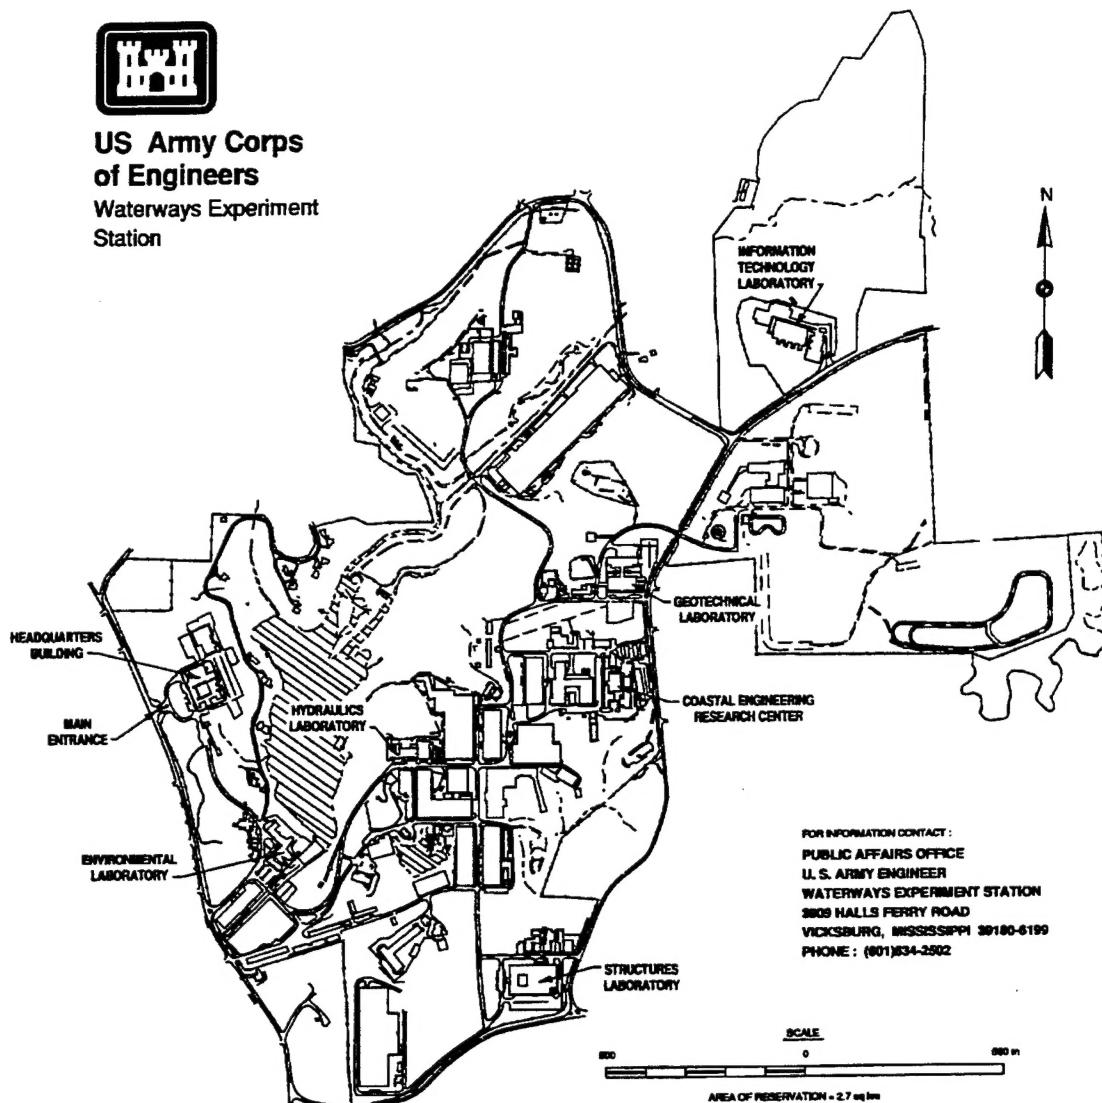 US Army Corps
of Engineers
Waterways Experiment
Station
N
INFORMATION
TECHNOLOGY
LABORATORY
GEOTECHNICAL
LABORATORY
HEADQUARTERS
BUILDING
MAIN
ENTRANCE
HYDRAULICS
LABORATORY
COASTAL ENGINEERING
RESEARCH CENTER
ENVIRONMENTAL
LABORATORY
STRUCTURES
LABORATORY
FOR INFORMATION CONTACT :
PUBLIC AFFAIRS OFFICE
U. S. ARMY ENGINEER
WATERWAYS EXPERIMENT STATION
3909 HALLS FERRY ROAD
VICKSBURG, MISSISSIPPI 39180-6199
PHONE : (601)634-2502
SCALE
0
AREA OF RESERVATION = 2.7 sq km